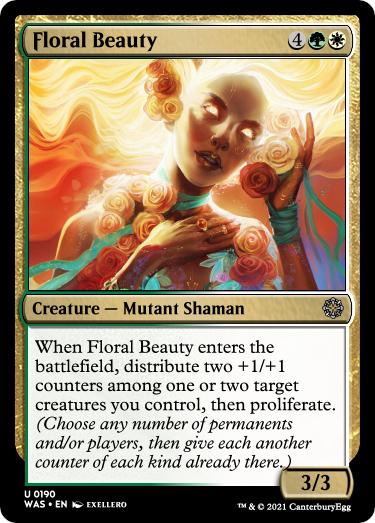 Floral Beauty 4
Creature — Mutant Shaman
When Floral Beauty enters the
battlefield, distribute two +1/+1
counters among one or two target
creatures you control, then proliferate.
(Choose any number of permanents
and/or players, then give each another
counter of each kind already there.)
3/3
U 0190
WAS • EN EXELLERO ™ & © 2021 CanterburyEgg